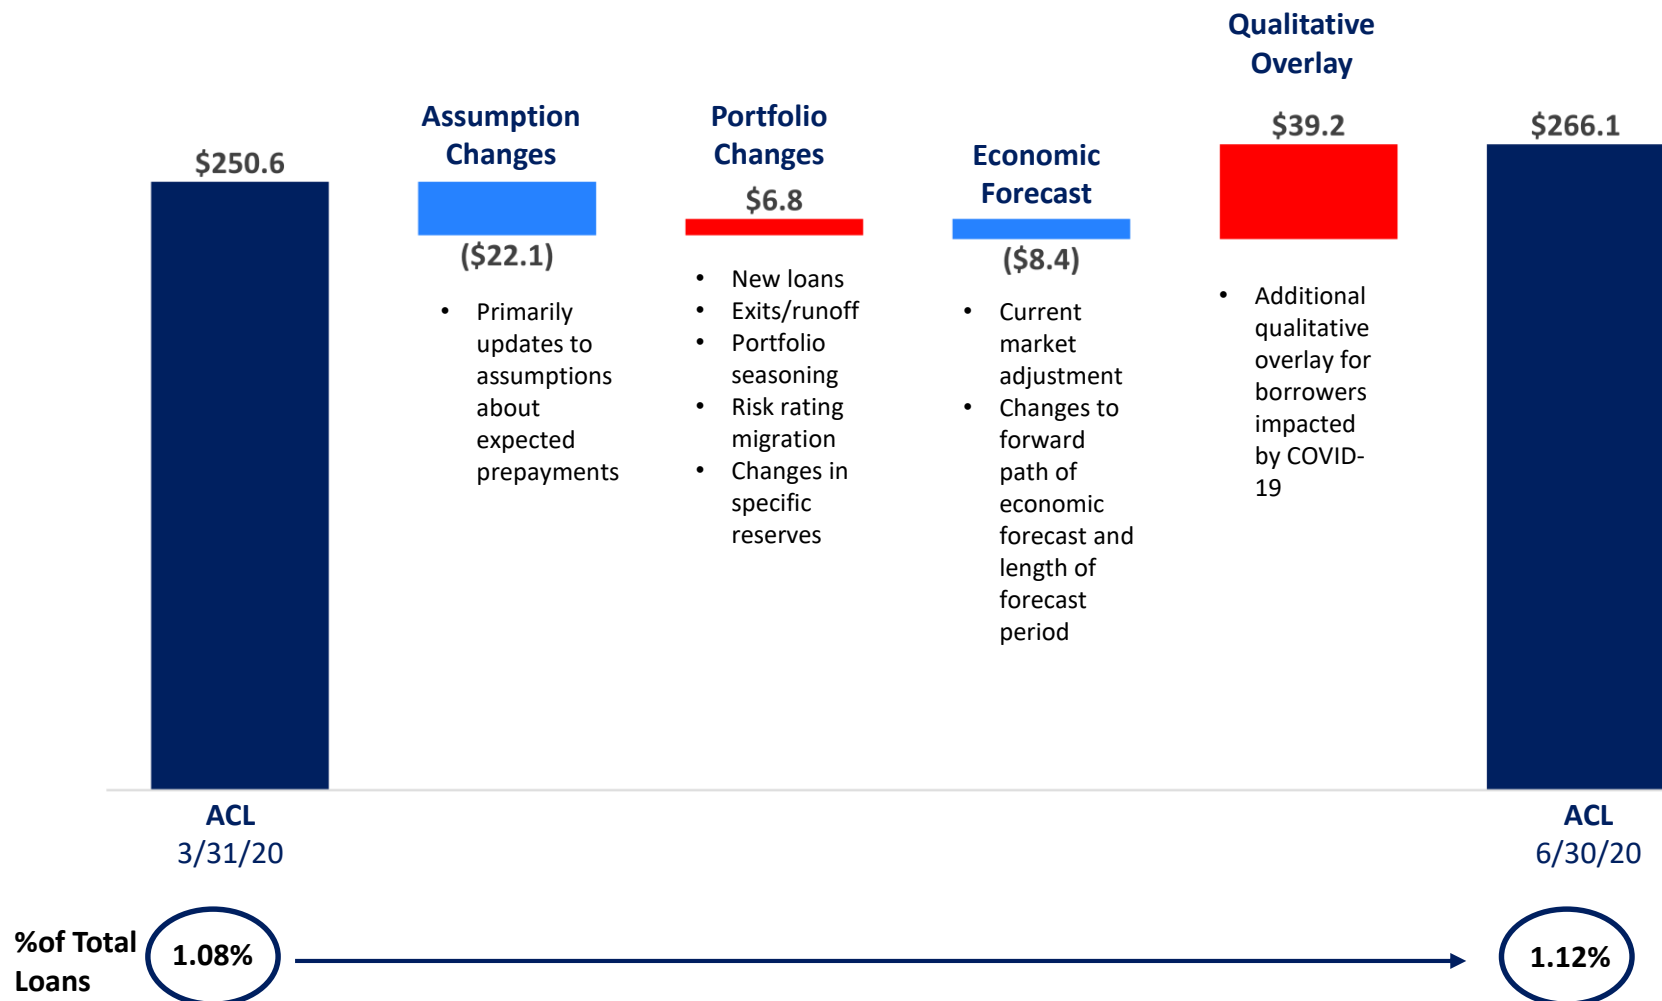 $250.6
Assumption
Changes
($22.1)
• Primarily
updates to
assumptions
about
expected
prepayments
Portfolio
Changes
$6.8
• New loans
• Exits/runoff
• Portfolio
seasoning
• Risk rating
migration
• Changes in
specific
reserves
Economic
Forecast
($8.4)
• Current
market
adjustment
• Changes to
forward
path of
economic
forecast and
length of
forecast
period
Qualitative
Overlay
$39.2
• Additional
qualitative
overlay for
borrowers
impacted
by COVID-
19
$266.1
ACL
3/31/20
ACL
6/30/20
%of Total
Loans
1.08%
1.12%